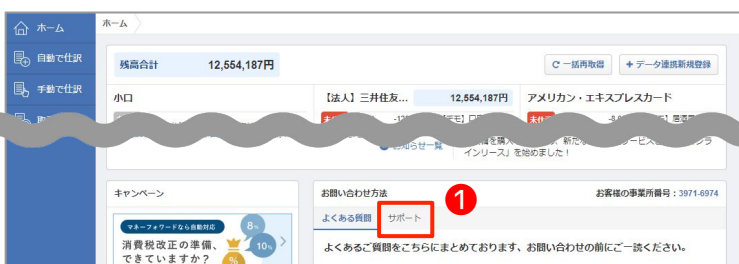 ホーム
ホーム
自動で仕訳
残高合計 12,554,187円
一括再取得
+ データ連携新規登録
手動で仕訳
小口
【法人】三井住友... 12,554,187円
アメリカン・エキスプレスカード
お知らせ一覧
インリース」を始めました！
キャンペーン
お問い合わせ方法
お客様の事業所番号：3971-6974
1
よくある質問
サポート
マネーフォワードなら自動対応
8%
10%
消費税改正の準備、
できていますか？
%
よくあるご質問をこちらにまとめております、お問い合わせの前にご一読ください。